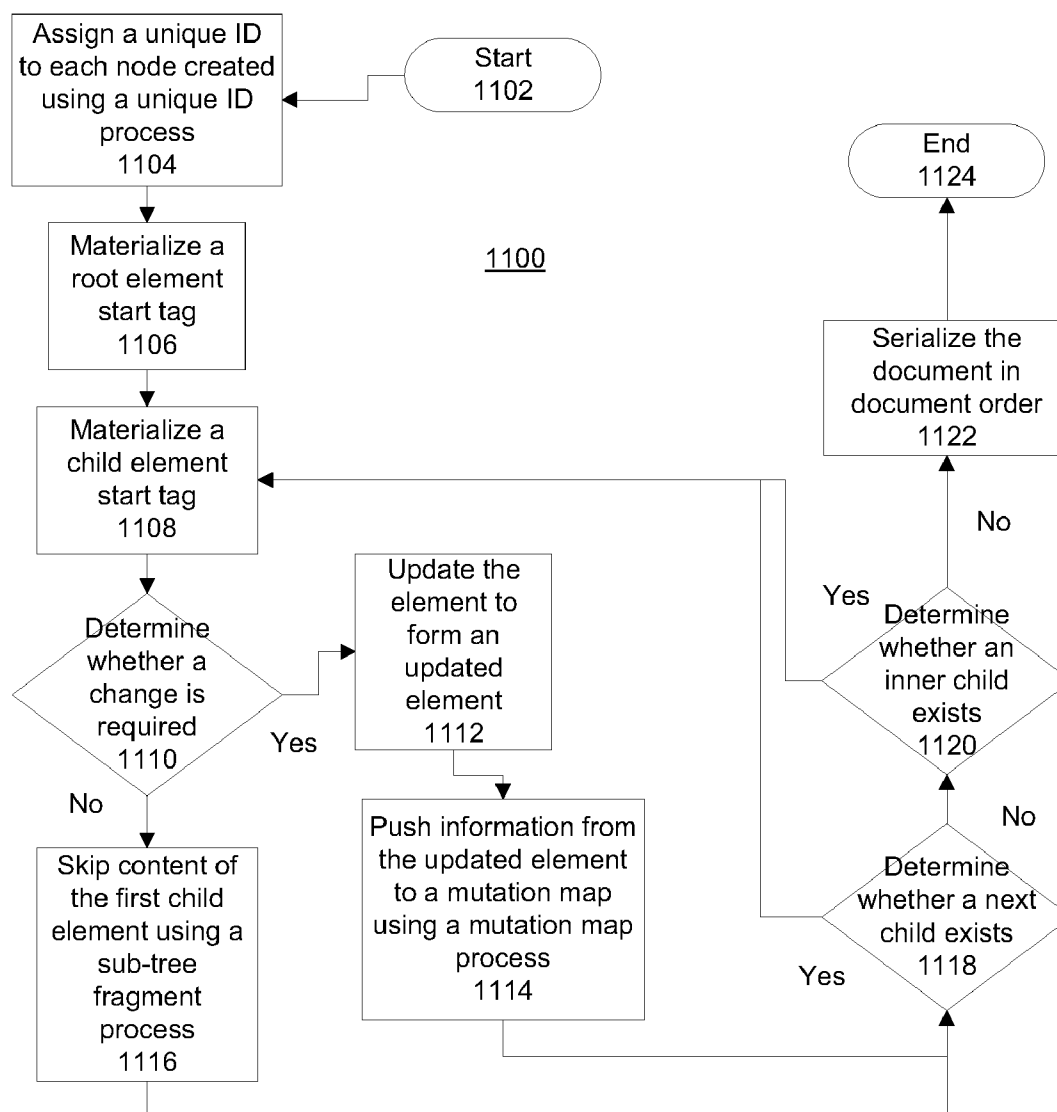 Start
1102
Assign a unique ID
to each node created
using a unique ID
process
1104
Materialize a
root element
start tag
1106
Materialize a
child element
start tag
1108
Determine
whether a
change is
required
1110
Yes
No
Update the
element to
form an
updated
element
1112
Push information from
the updated element
to a mutation map
using a mutation map
process
1114
Skip content of
the first child
element using a
sub-tree
fragment
process
1116
Determine
whether a next
child exists
1118
Yes
No
Determine
whether an
inner child
exists
1120
Yes
No
Serialize the
document in
document order
1122
End
1124
1100